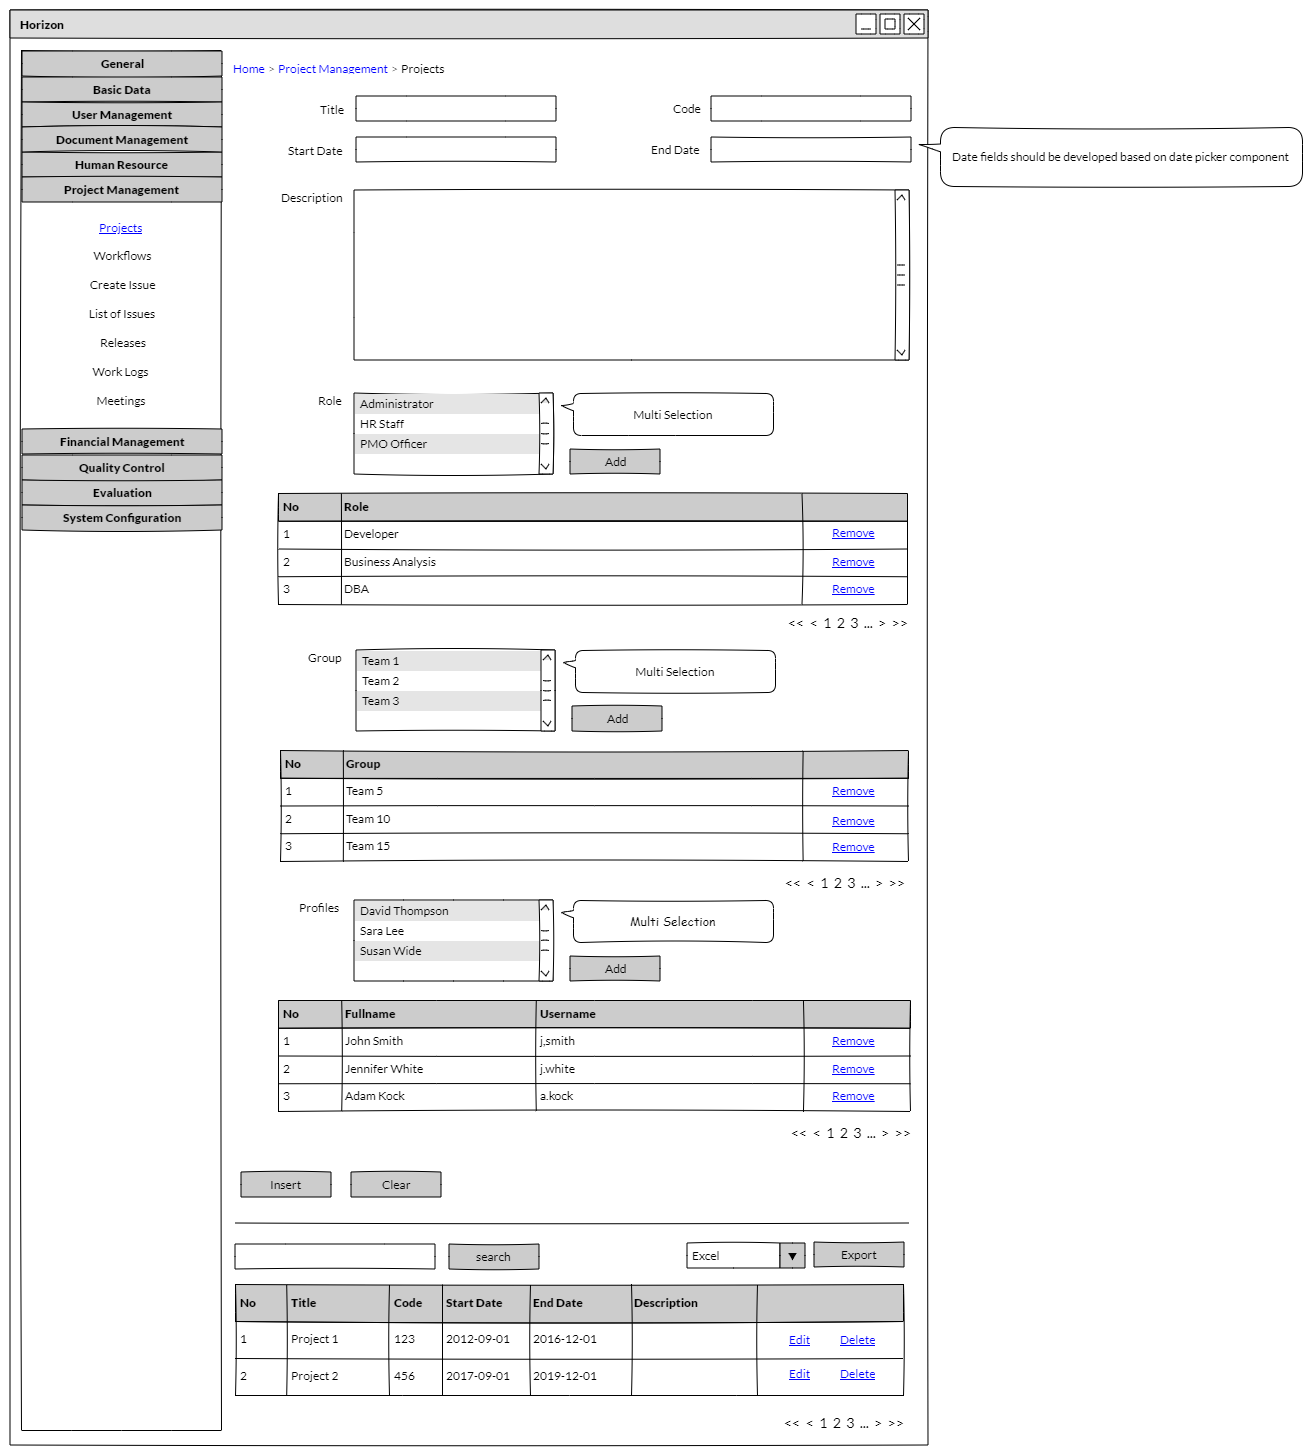 Horizon
General
Basic Data
User Management
Document Management
Human Resource
Project Management
Projects
Workflows
Create Issue
List of Issues
Releases
Work Logs
Meetings
Financial Management
Quality Control
Evaluation
System Configuration
Home > Project Management > Projects
Title
Code
Start Date
End Date
Date fields should be developed based on date picker component
Description
Role
Administrator
HR Staff
PMO Officer
Multi Selection
Add
No Role
1 Developer Remove
2 Business Analysis Remove
3 DBA Remove
<< < 1 2 3 ... > >>
Group
Team 1
Team 2
Team 3
Multi Selection
Add
No Group
1 Team 5 Remove
2 Team 10 Remove
3 Team 15 Remove
<< < 1 2 3 ... > >>
Profiles
David Thompson
Sara Lee
Susan Wide
Multi Selection
Add
No Fullname Username
1 John Smith j,smith Remove
2 Jennifer White j.white Remove
3 Adam Kock a.kock Remove
<< < 1 2 3 ... > >>
Insert Clear
search Excel Export
No Title Code Start Date End Date Description
1 Project 1 123 2012-09-01 2016-12-01 Edit Delete
2 Project 2 456 2017-09-01 2019-12-01 Edit Delete
<< < 1 2 3 ... > >>